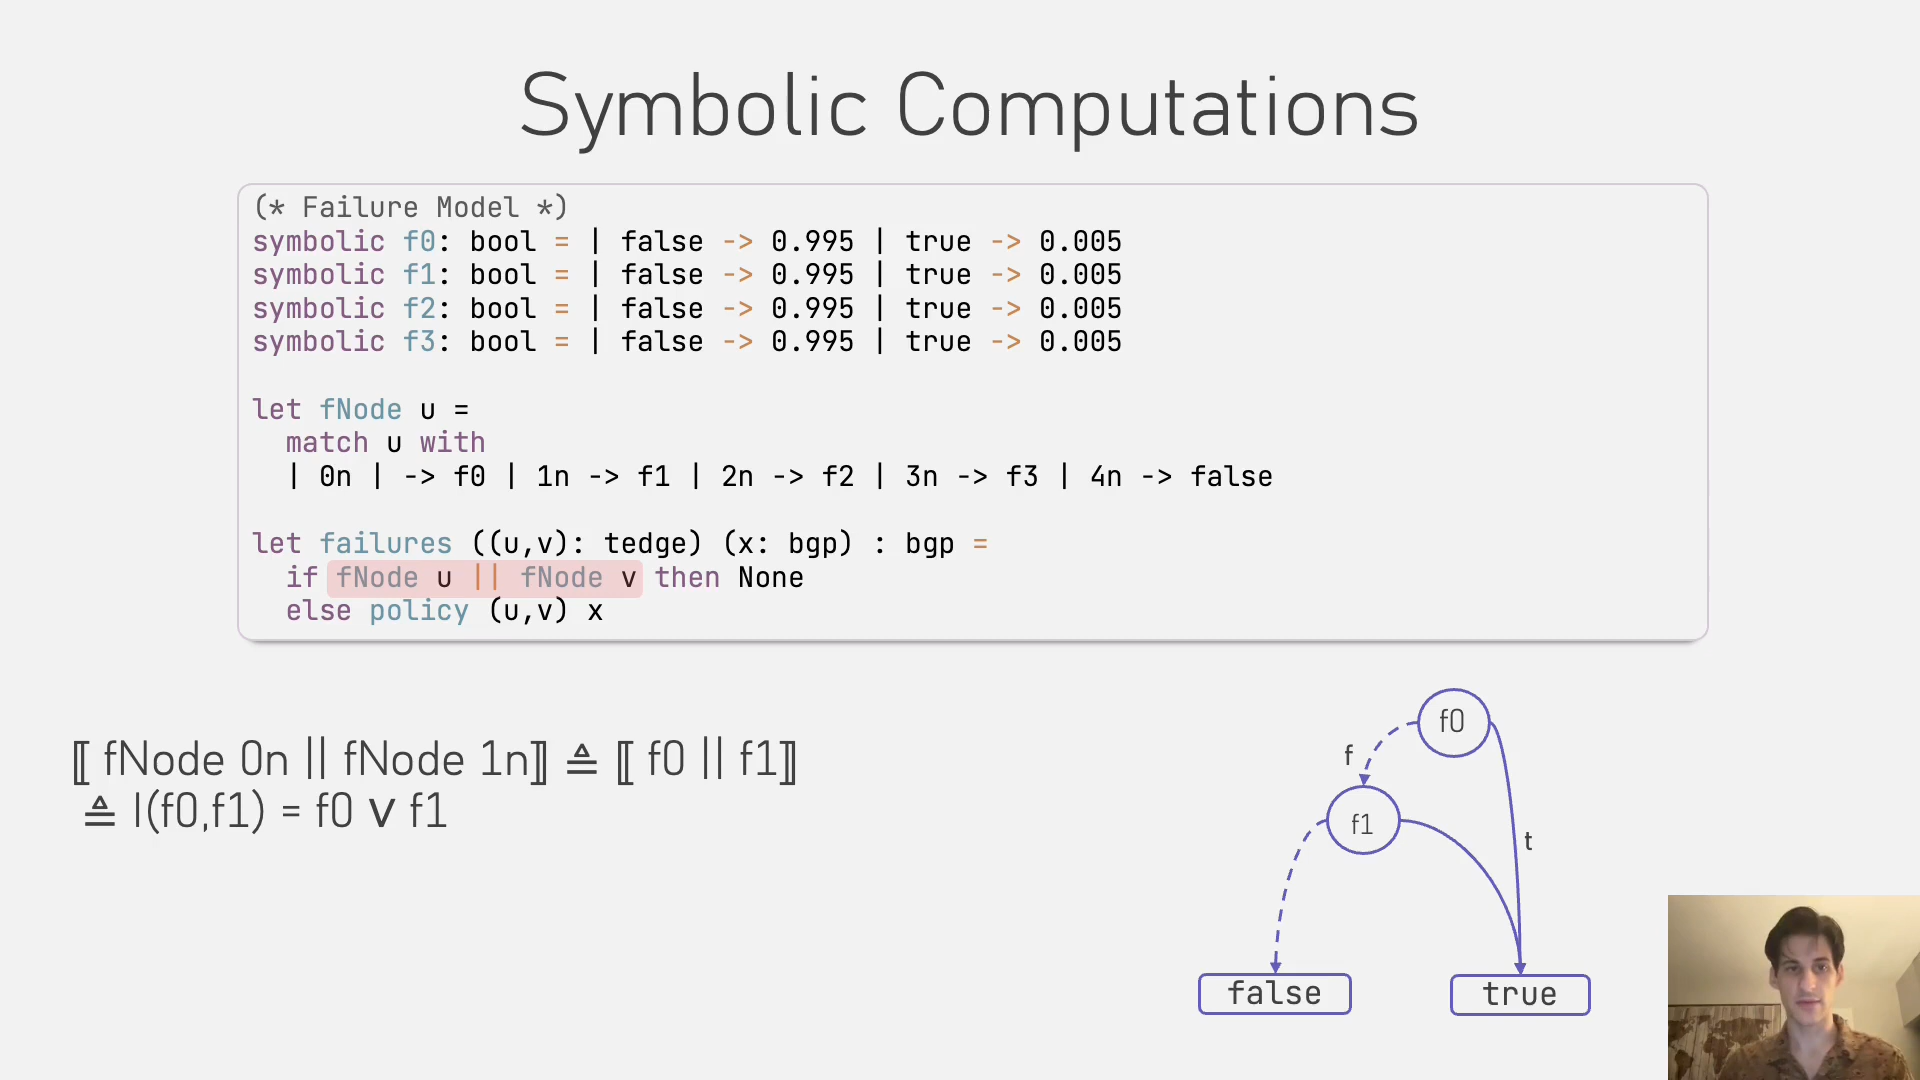 Symbolic Computations
(* Failure Model *)
symbolic f0: bool = | false -> 0.995 | true -> 0.005
symbolic f1: bool = | false -> 0.995 | true -> 0.005
symbolic f2: bool = | false -> 0.995 | true -> 0.005
symbolic f3: bool = | false -> 0.995 | true -> 0.005
let fNode u =
match u with
| 0n | -> f0 | 1n -> f1 | 2n -> f2 | 3n -> f3 | 4n -> false
let failures ((u,v): tedge) (x: bgp) : bgp =
if fNode u || fNode v then None
else policy (u,v) x
⟦ fNode 0n || fNode 1n⟧ ≜ ⟦ f0 || f1⟧
≜ l(f0,f1) = f0 ∨ f1
f0
f
f1
t
false
true